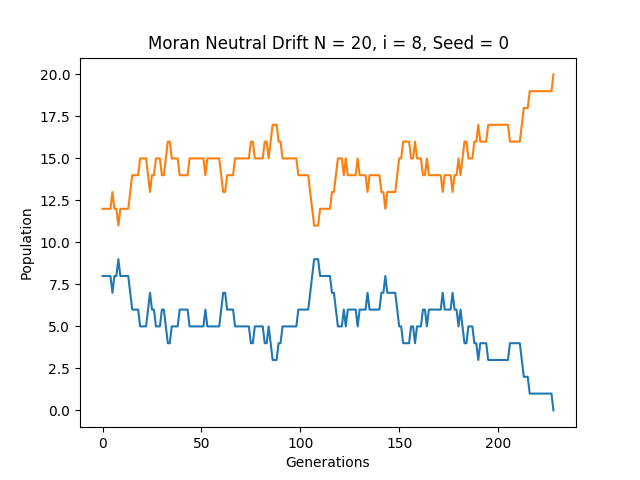 Moran Neutral Drift N = 20, i = 8, Seed = 0
20.0
17.5
15.0
12.5
10.0
7.5
5.0
2.5
0.0
Population
0 50 100 150 200
Generations